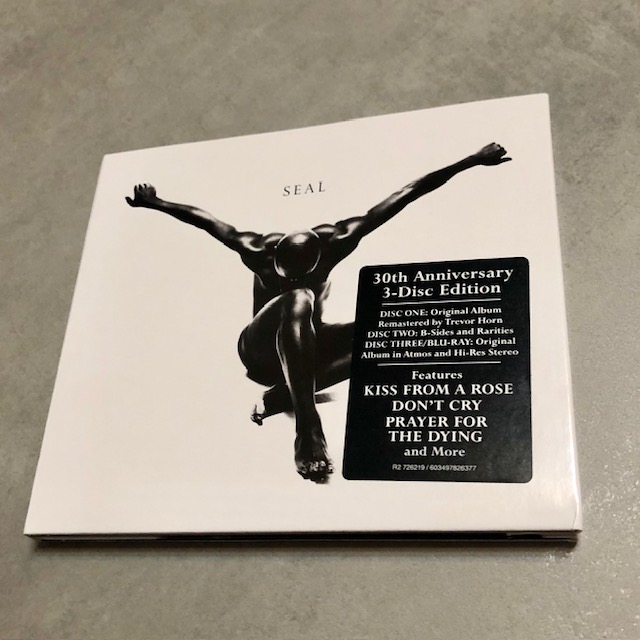 SEAL
30th Anniversary
3-Disc Edition
DISC ONE: Original Album
Remastered by Trevor Horn
DISC TWO: B-Sides and Rarities
DISC THREE/BLU-RAY: Original
Album in Atmos and Hi-Res Stereo
Features
KISS FROM A ROSE
DON'T CRY
PRAYER FOR
THE DYING
and More
R2 726219 / 603497826377